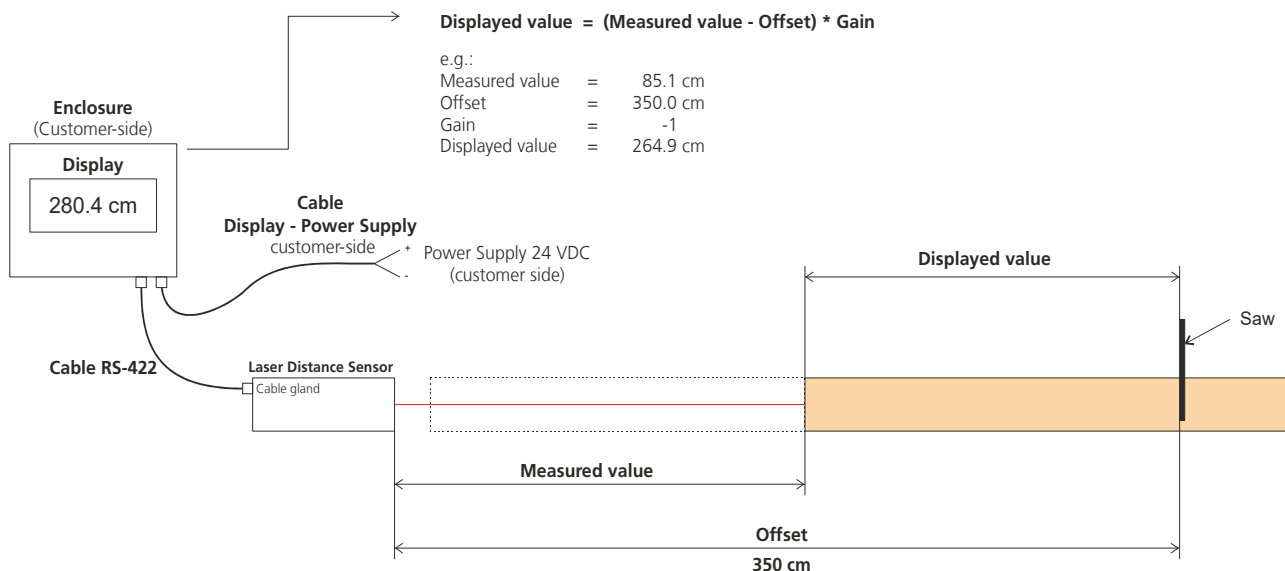 Displayed value = (Measured value - Offset) * Gain
e.g.:
Measured value = 85.1 cm
Offset = 350.0 cm
Gain = -1
Displayed value = 264.9 cm
Enclosure
(Customer-side)
Display
280.4 cm
Cable
Display - Power Supply
customer-side
+
-
Power Supply 24 VDC
(customer side)
Displayed value
Saw
Cable RS-422
Laser Distance Sensor
Cable gland
Measured value
Offset
350 cm